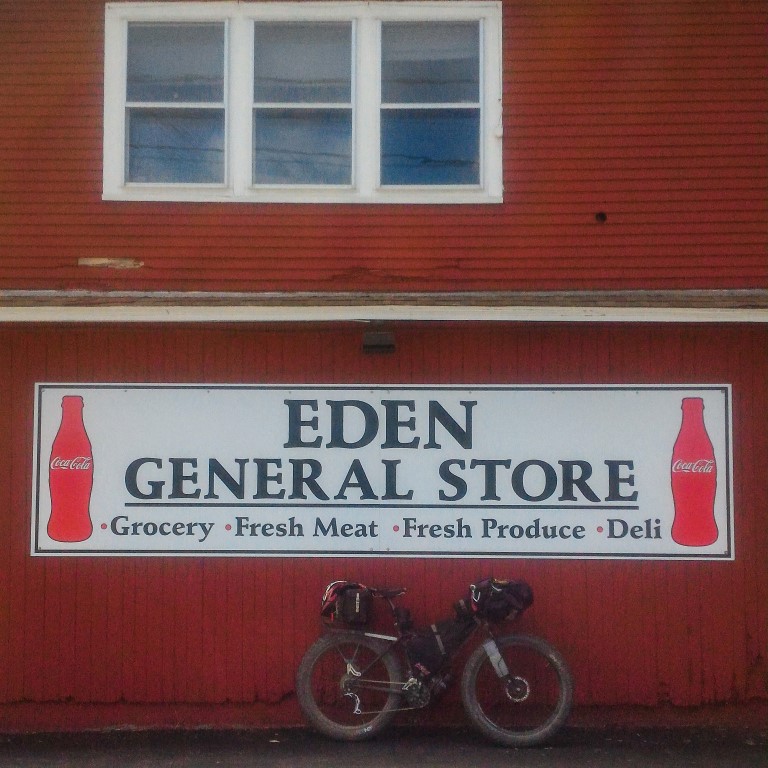 EDEN
GENERAL STORE
•Grocery •Fresh Meat •Fresh Produce •Deli
Coca-Cola
Coca-Cola